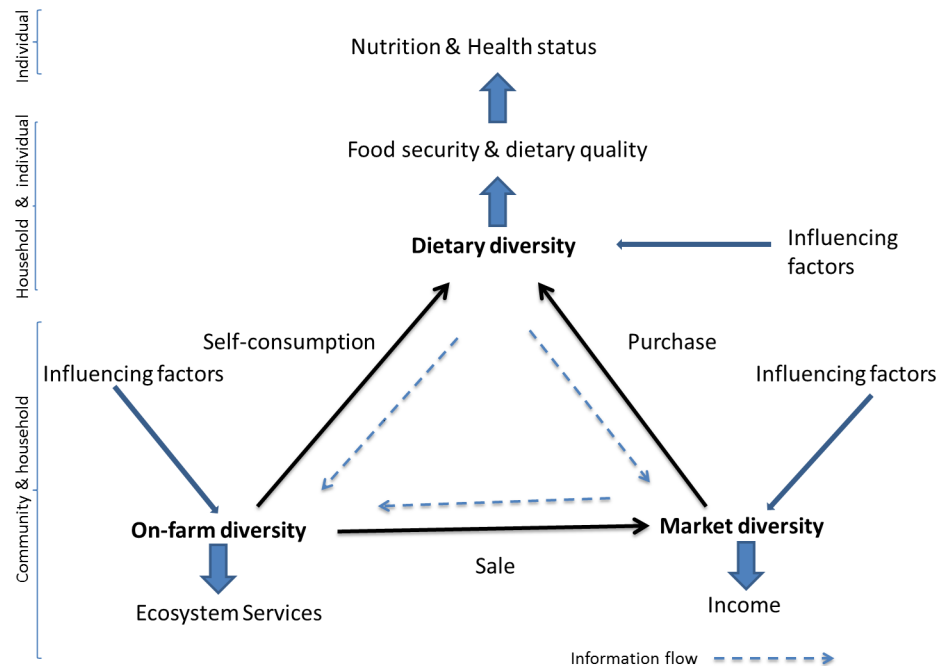 Individual
Nutrition & Health status
Household & individual
Food security & dietary quality
Dietary diversity
Influencing
factors
Community & household
Self-consumption
Purchase
Influencing factors
Influencing factors
On-farm diversity
Market diversity
Sale
Ecosystem Services
Income
Information flow